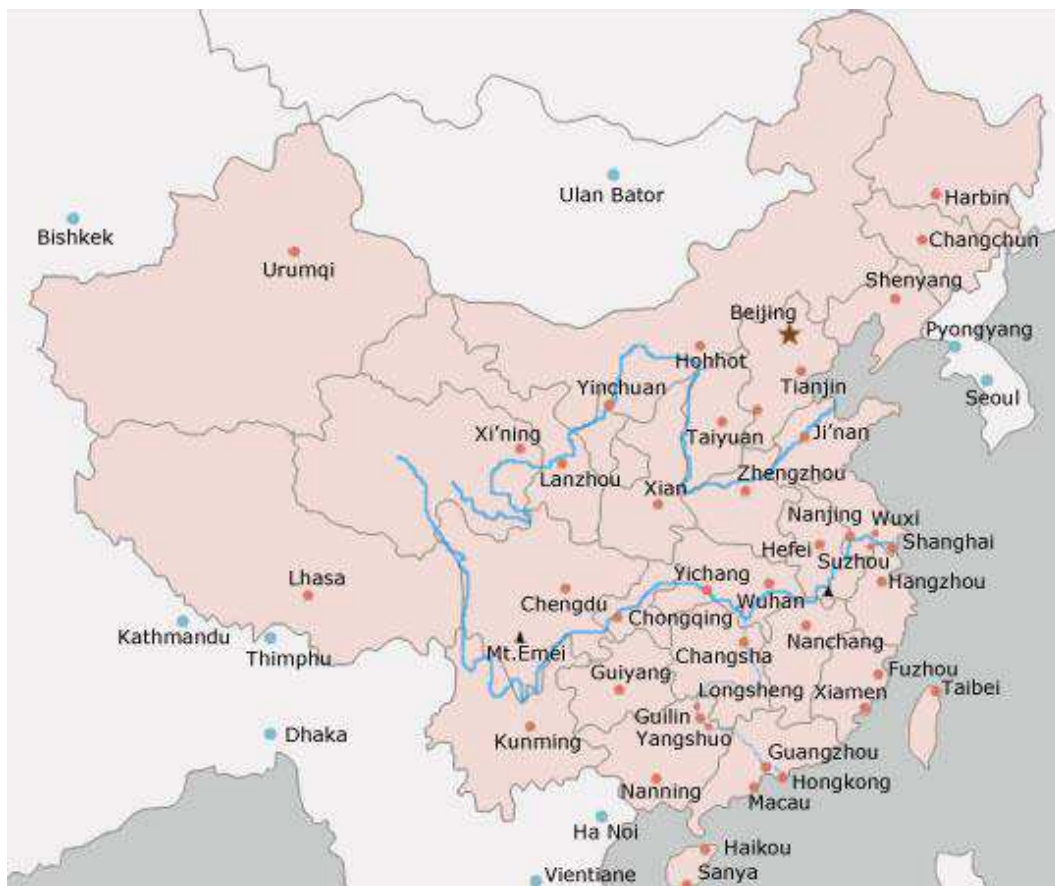 Ulan Bator
Harbin
Bishkek
Changchun
Urumqi
Shenyang
Beijing
Pyongyang
Hohhot
Tianjin
Yinchuan
Seoul
Xi'ning
Taiyuan
Ji'nan
Lanzhou
Zhengzhou
Xian
Nanjing
Wuxi
Hefei
Shanghai
Suzhou
Lhasa
Yichang
Hangzhou
Chengdu
Wuhan
Chongqing
Kathmandu
Nanchang
Thimphu
Mt.Emei
Changsha
Guiyang
Fuzhou
Longsheng
Xiamen
Taibei
Guilin
Dhaka
Kunming
Yangshuo
Guangzhou
Hongkong
Nanning
Macau
Ha Noi
Haikou
Vientiane
Sanya